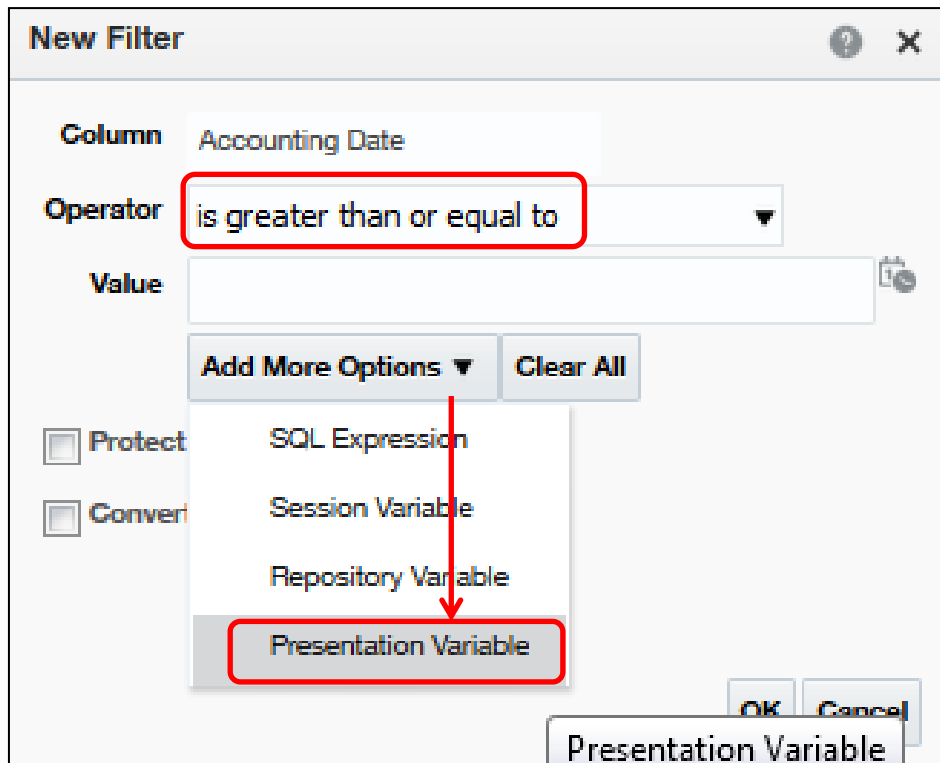 New Filter
Column Accounting Date
Operator is greater than or equal to
Value
Add More Options Clear All
SQL Expression
Protect
Session Variable
Convert
Repository Variable
Presentation Variable
OK Cancel
Presentation Variable